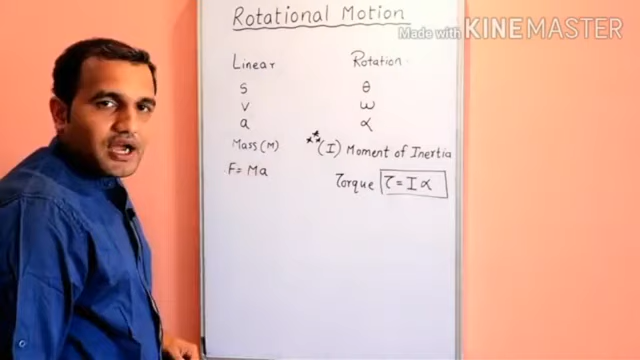 Rotational Motion
Made with KINEMASTER
Linear Rotation
S θ
V ω
a α
Mass (M) (I) Moment of Inertia
F = Ma Torque τ = I α